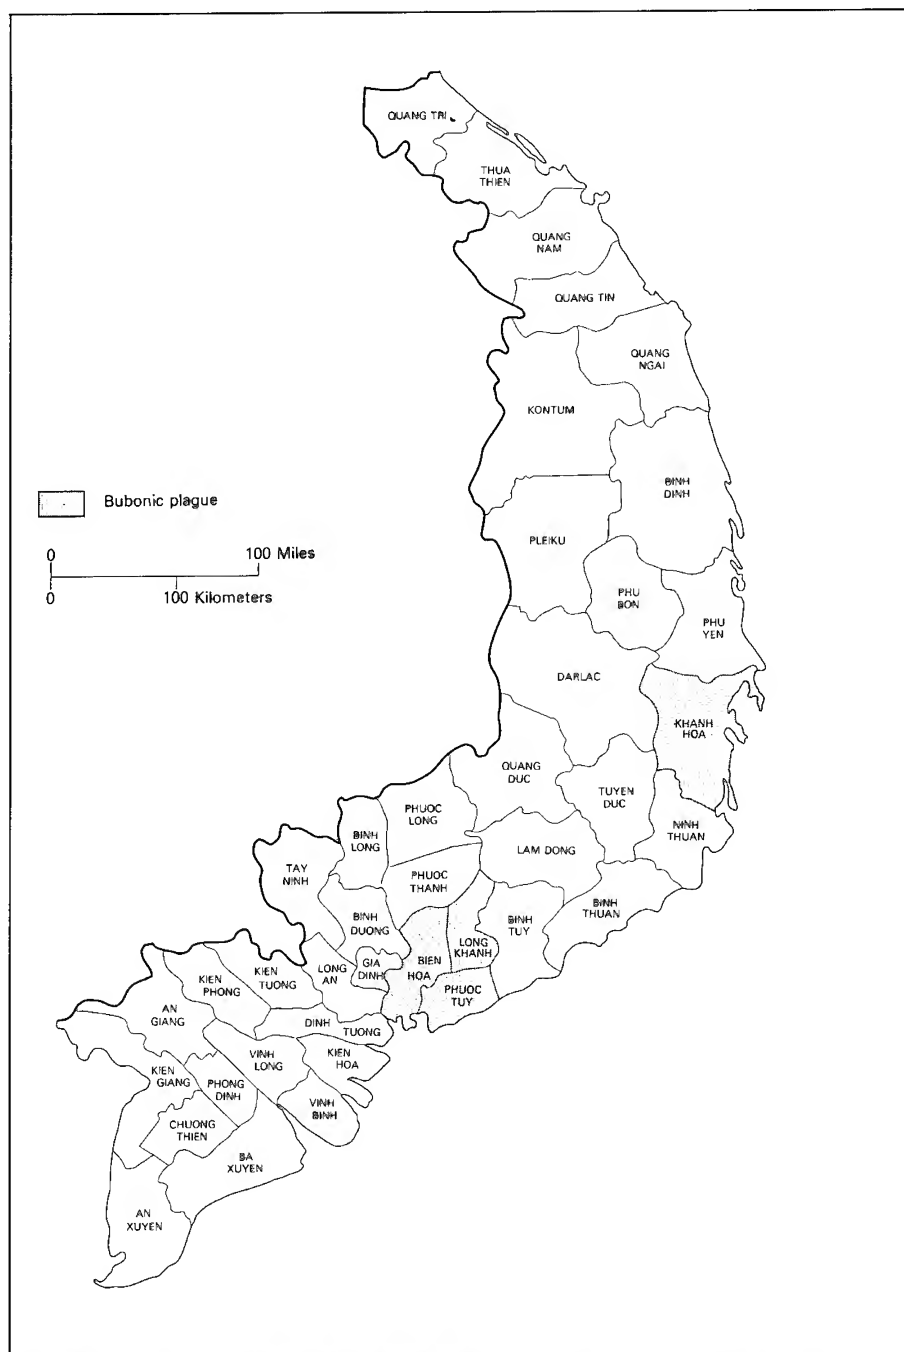 QUANG TRI
THUA
THIEN
QUANG
NAM
QUANG TIN
QUANG
NGAI
KONTUM
BINH
DINH
Bubonic plague
0 100 Miles
0 100 Kilometers
PLEIKU
PHU
BON
PHU
YEN
DARLAC
KHANH
HOA
QUANG
DUC
TUYEN
DUC
PHUOC
LONG
BINH
LONG
NINH
THUAN
LAM DONG
TAY
NINH
PHUOC
THANH
BINH
THUAN
BINH
DUONG
BINH
TUY
LONG
KHANH
BIEN
HOA
GIA
DINH
LONG
AN
KIEN
TUONG
KIEN
PHONG
PHUOC
TUY
AN
GIANG
DINH TUONG
VINH
LONG
KIEN
HOA
KIEN
GIANG
PHONG
DINH
VINH
BINH
CHUONG
THIEN
BA
XUYEN
AN
XUYEN